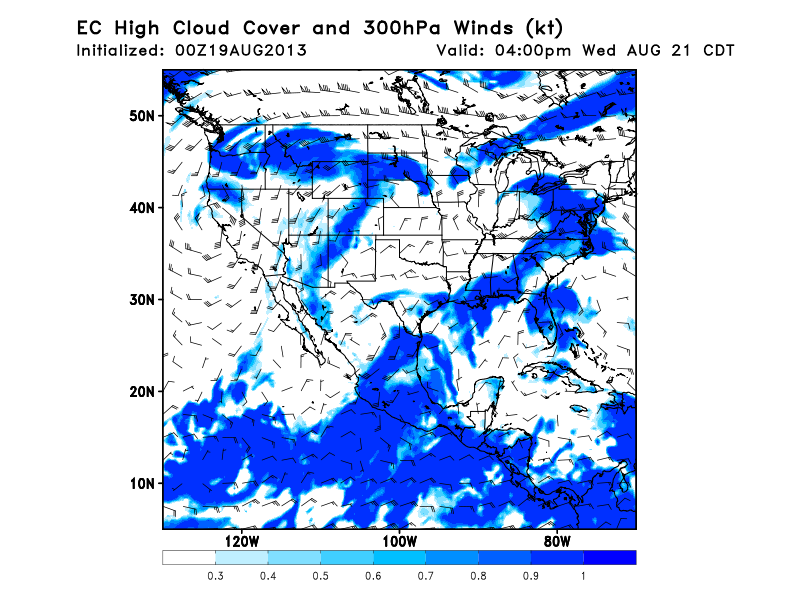 EC High Cloud Cover and 300hPa Winds (kt)
Initialized: 00Z19AUG2013 Valid: 04:00pm Wed AUG 21 CDT
50N
40N
30N
20N
10N
120W 100W 80W
0.3 0.4 0.5 0.6 0.7 0.8 0.9 1